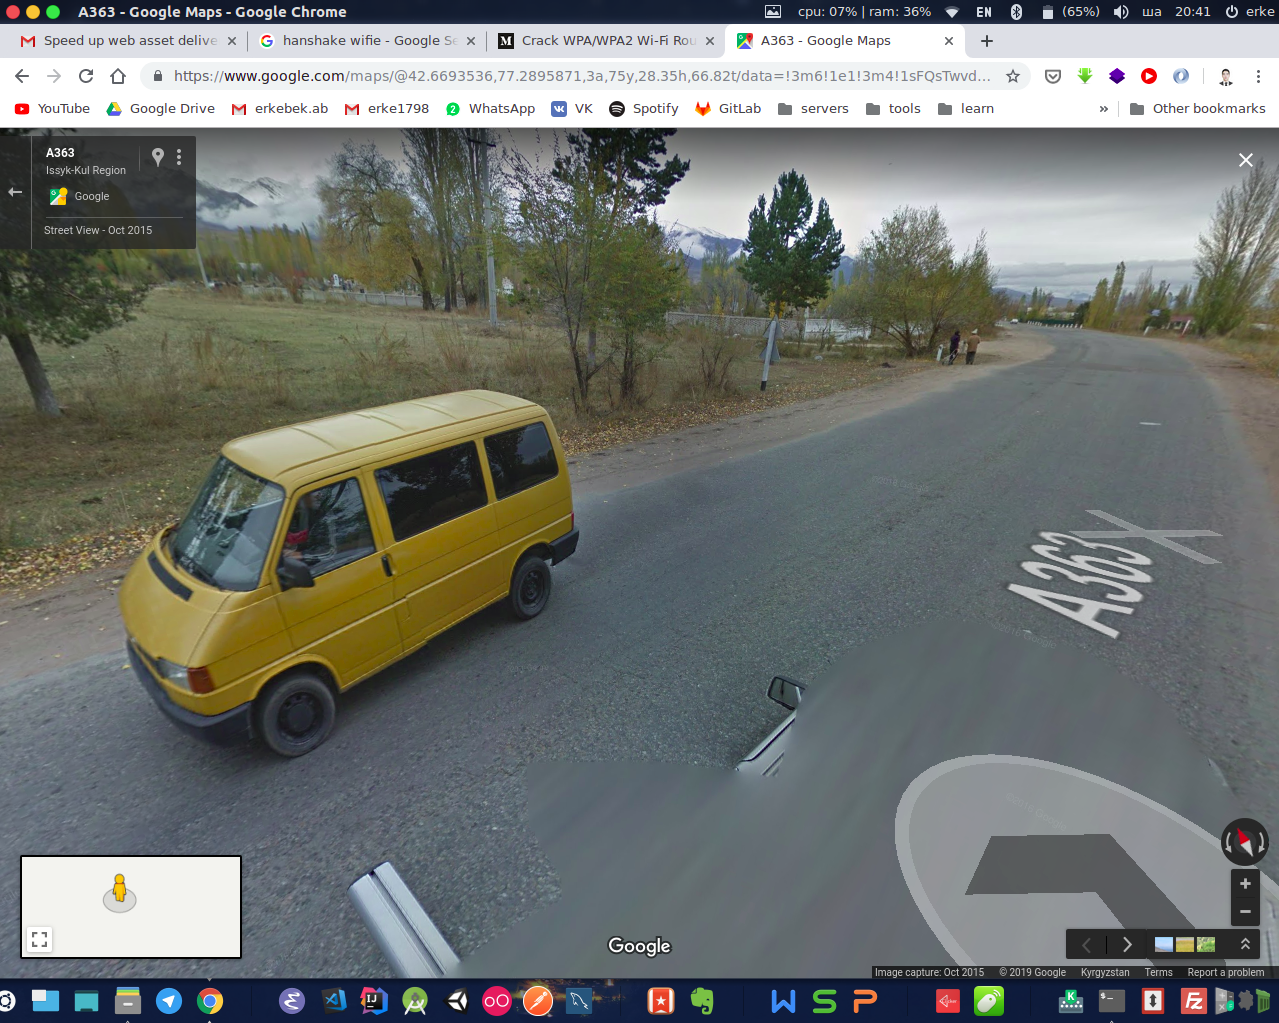 A363 - Google Maps - Google Chrome
cpu: 07% | ram: 36%
EN
(65%)
ша
20:41
erke
Speed up web asset delive
hanshake wifie - Google Se
Crack WPA/WPA2 Wi-Fi Rou
A363 - Google Maps
https://www.google.com/maps/@42.6693536,77.2895871,3a,75y,28.35h,66.82t/data=!3m6!1e1!3m4!1sFQsTwvd...
YouTube
Google Drive
erkebek.ab
erke1798
WhatsApp
VK
Spotify
GitLab
servers
tools
learn
»
Other bookmarks
A363
Issyk-Kul Region
Google
Street View - Oct 2015
A363
Google
Image capture: Oct 2015
© 2019 Google
Kyrgyzstan
Terms
Report a problem